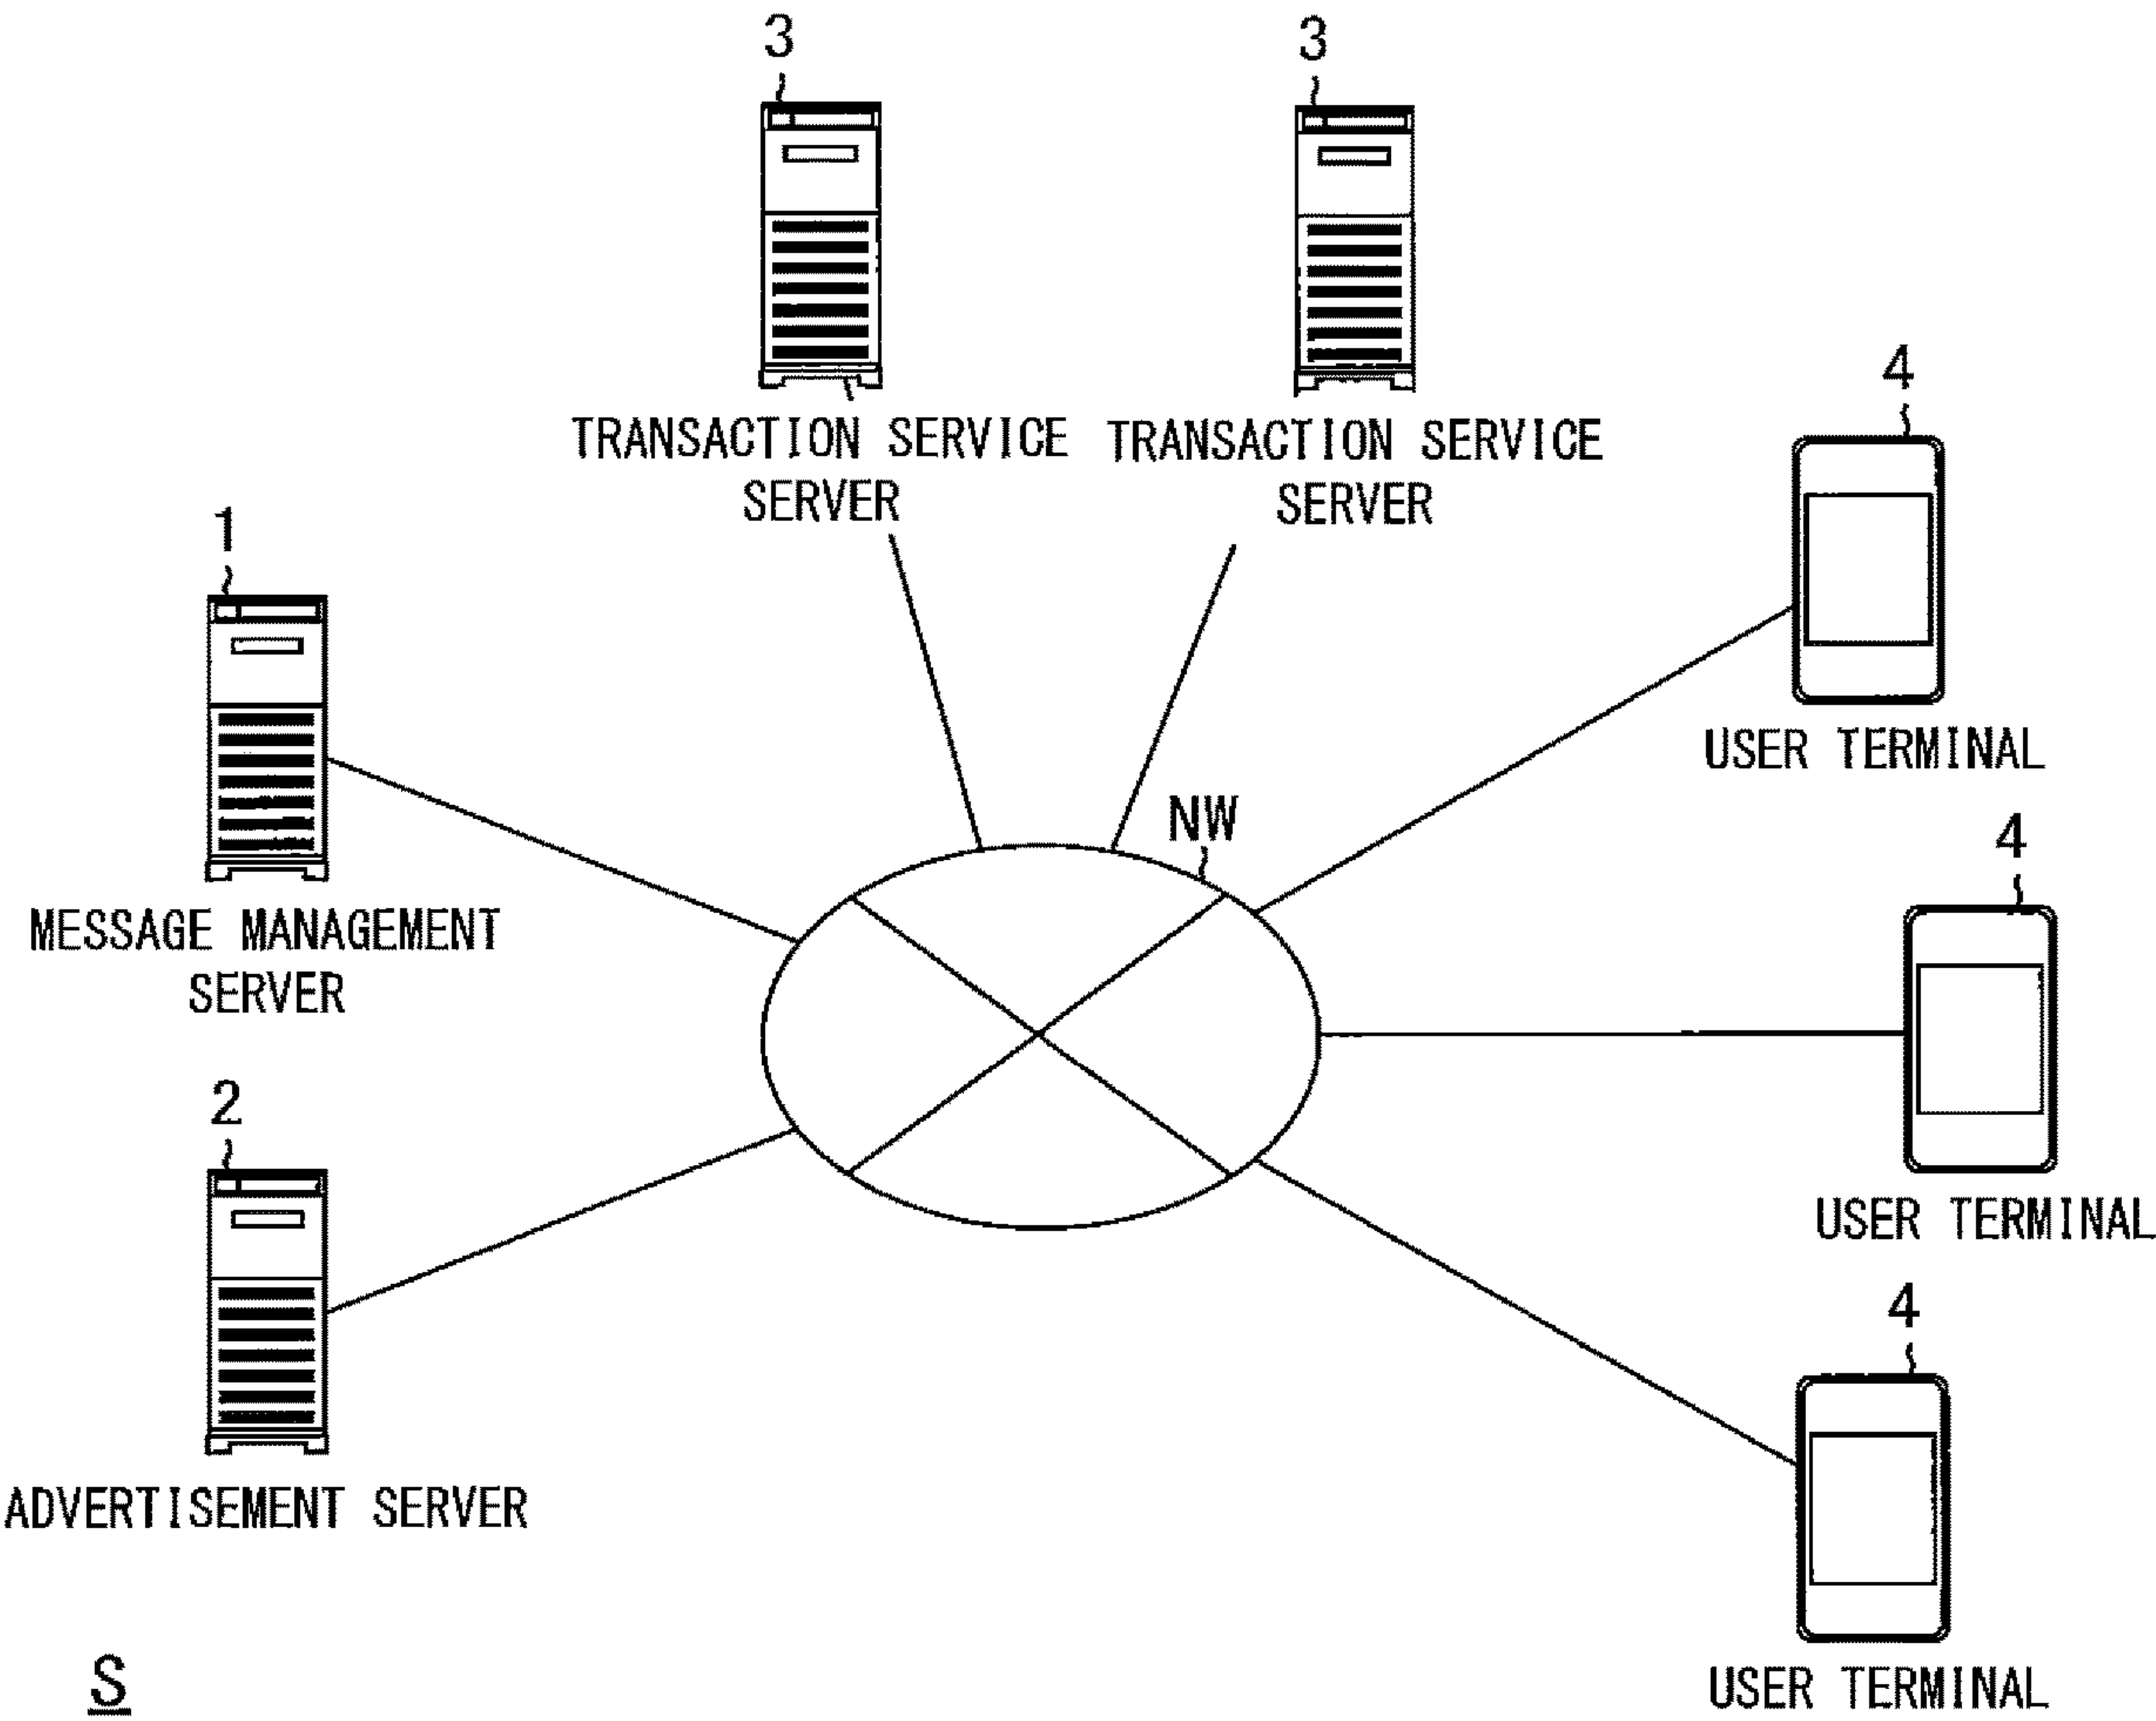 3
3
TRANSACTION SERVICE
SERVER
TRANSACTION SERVICE
SERVER
4
USER TERMINAL
1
MESSAGE MANAGEMENT
SERVER
NW
4
USER TERMINAL
2
ADVERTISEMENT SERVER
4
USER TERMINAL
S